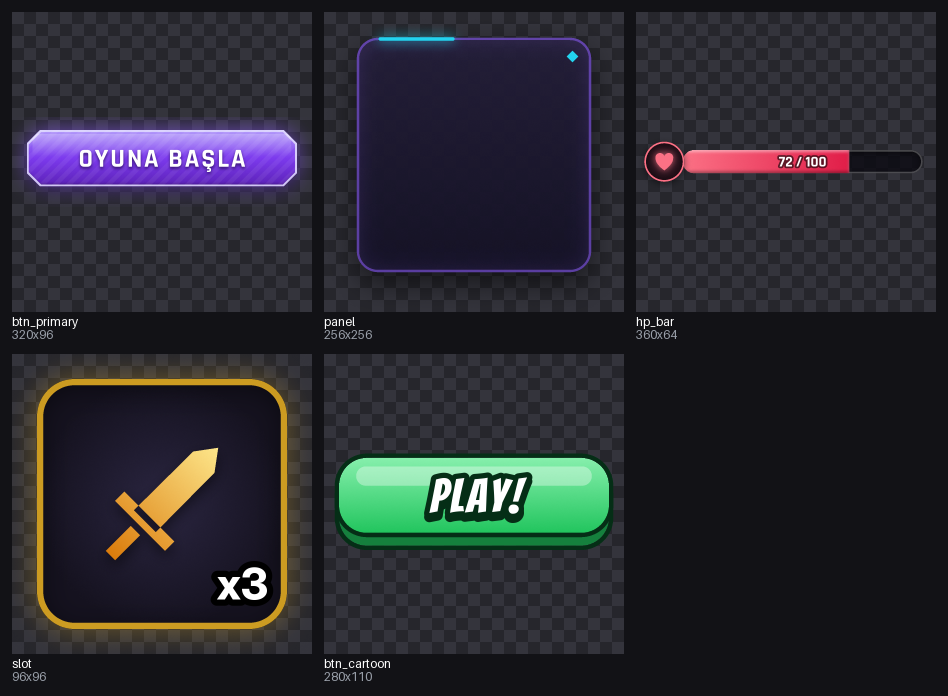 OYUNA BAŞLA
72 / 100
btn_primary
320x96
panel
256x256
hp_bar
360x64
x3
PLAY!
slot
96x96
btn_cartoon
280x110